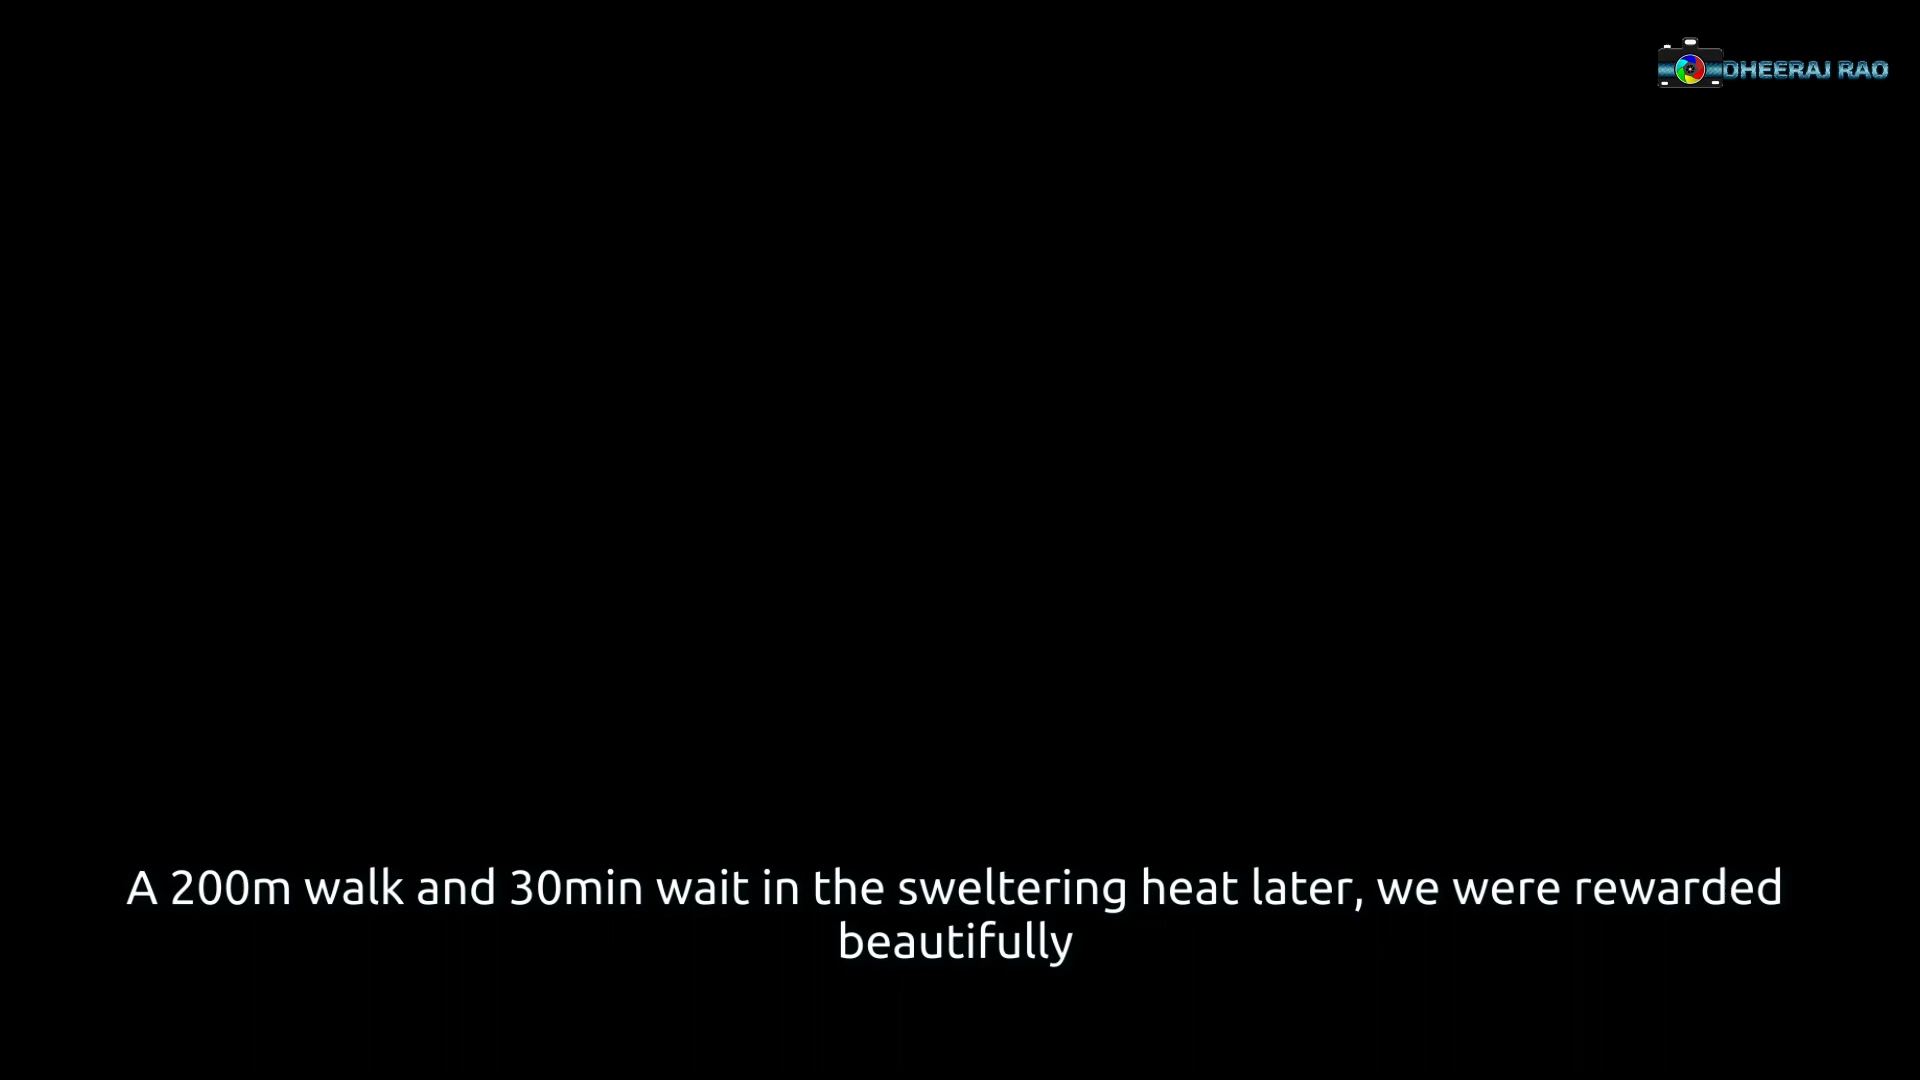 DHEERAJ RAO
A 200m walk and 30min wait in the sweltering heat later, we were rewarded
beautifully